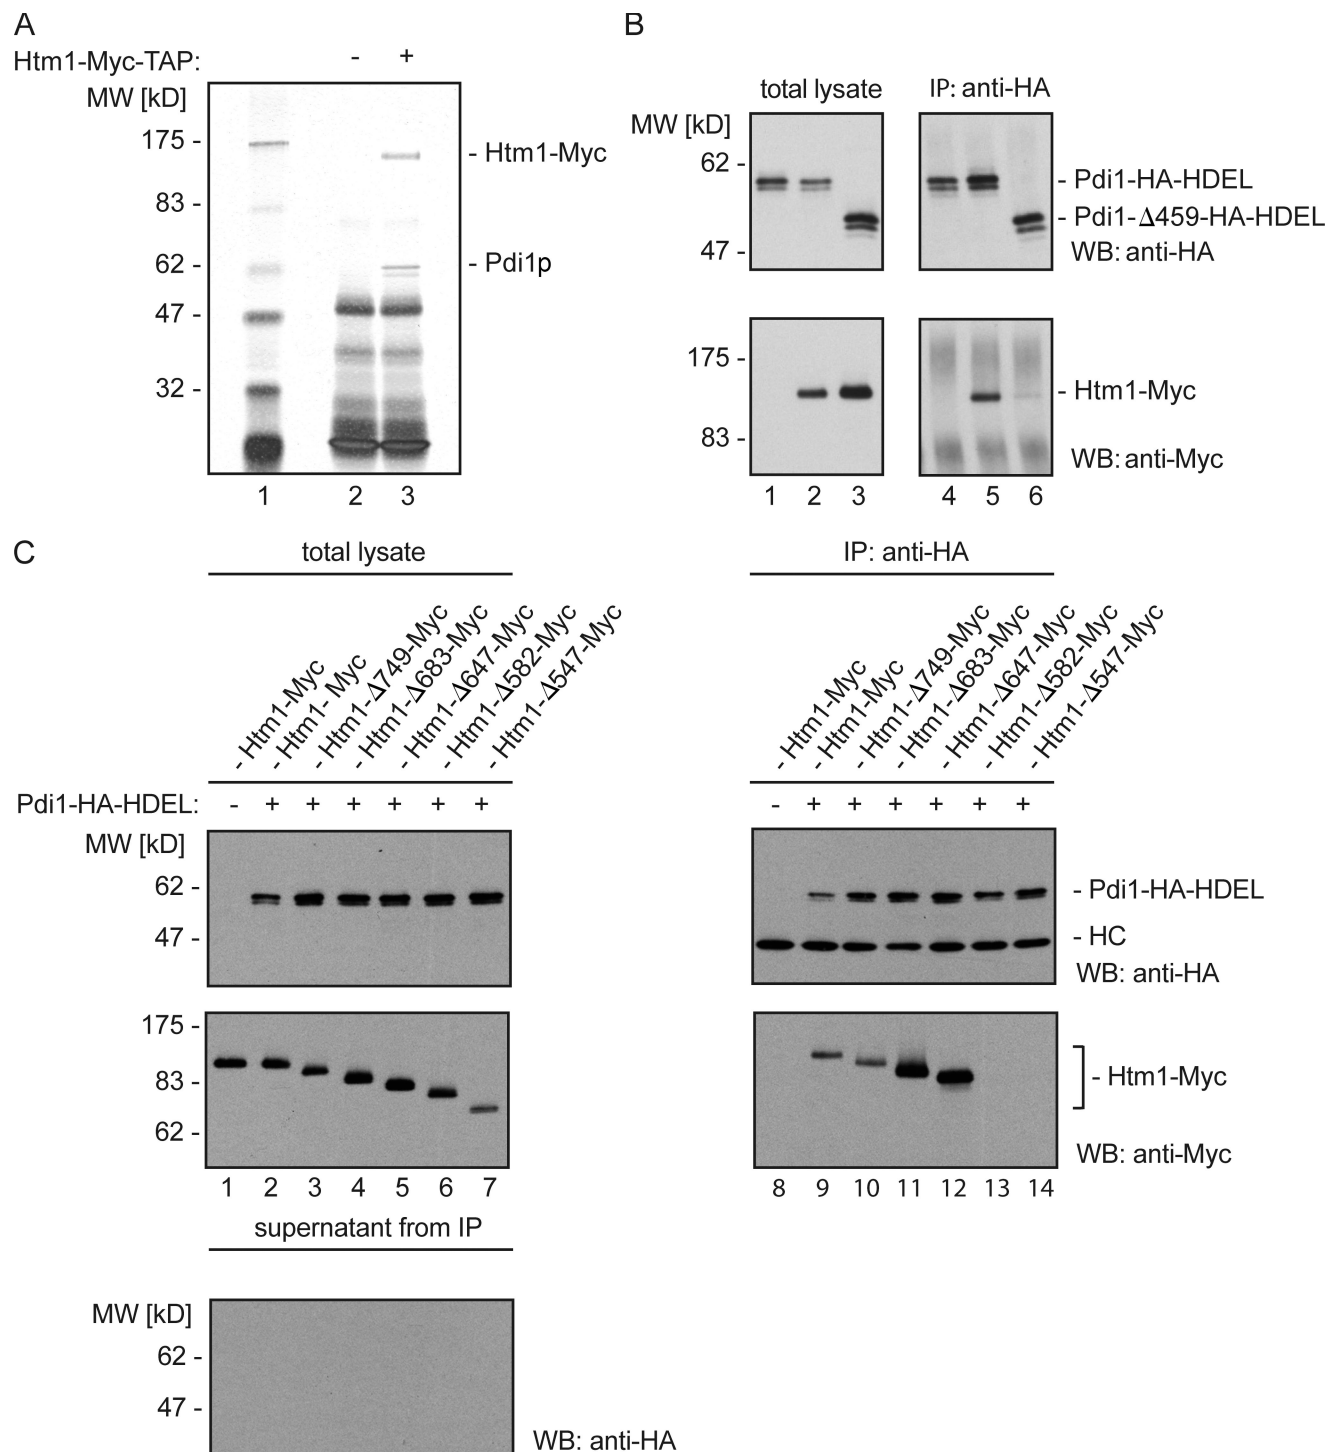 A
Htm1-Myc-TAP: - +
MW [kD]
175 -
83 -
62 -
47 -
32 -
- Htm1-Myc
- Pdi1p
1 2 3
B
total lysate IP: anti-HA
MW [kD]
62 -
47 -
- Pdi1-HA-HDEL
- Pdi1-Δ459-HA-HDEL
WB: anti-HA
175 -
83 -
- Htm1-Myc
WB: anti-Myc
1 2 3 4 5 6
C
total lysate
- Htm1-Myc
- Htm1- Myc
- Htm1-Δ749-Myc
- Htm1-Δ683-Myc
- Htm1-Δ647-Myc
- Htm1-Δ582-Myc
- Htm1-Δ547-Myc
IP: anti-HA
- Htm1-Myc
- Htm1-Myc
- Htm1-Δ749-Myc
- Htm1-Δ683-Myc
- Htm1-Δ647-Myc
- Htm1-Δ582-Myc
- Htm1-Δ547-Myc
Pdi1-HA-HDEL: - + + + + + + - + + + + + +
MW [kD]
62 -
47 -
- Pdi1-HA-HDEL
- HC
WB: anti-HA
175 -
83 -
62 -
- Htm1-Myc
WB: anti-Myc
1 2 3 4 5 6 7 8 9 10 11 12 13 14
supernatant from IP
MW [kD]
62 -
47 -
WB: anti-HA